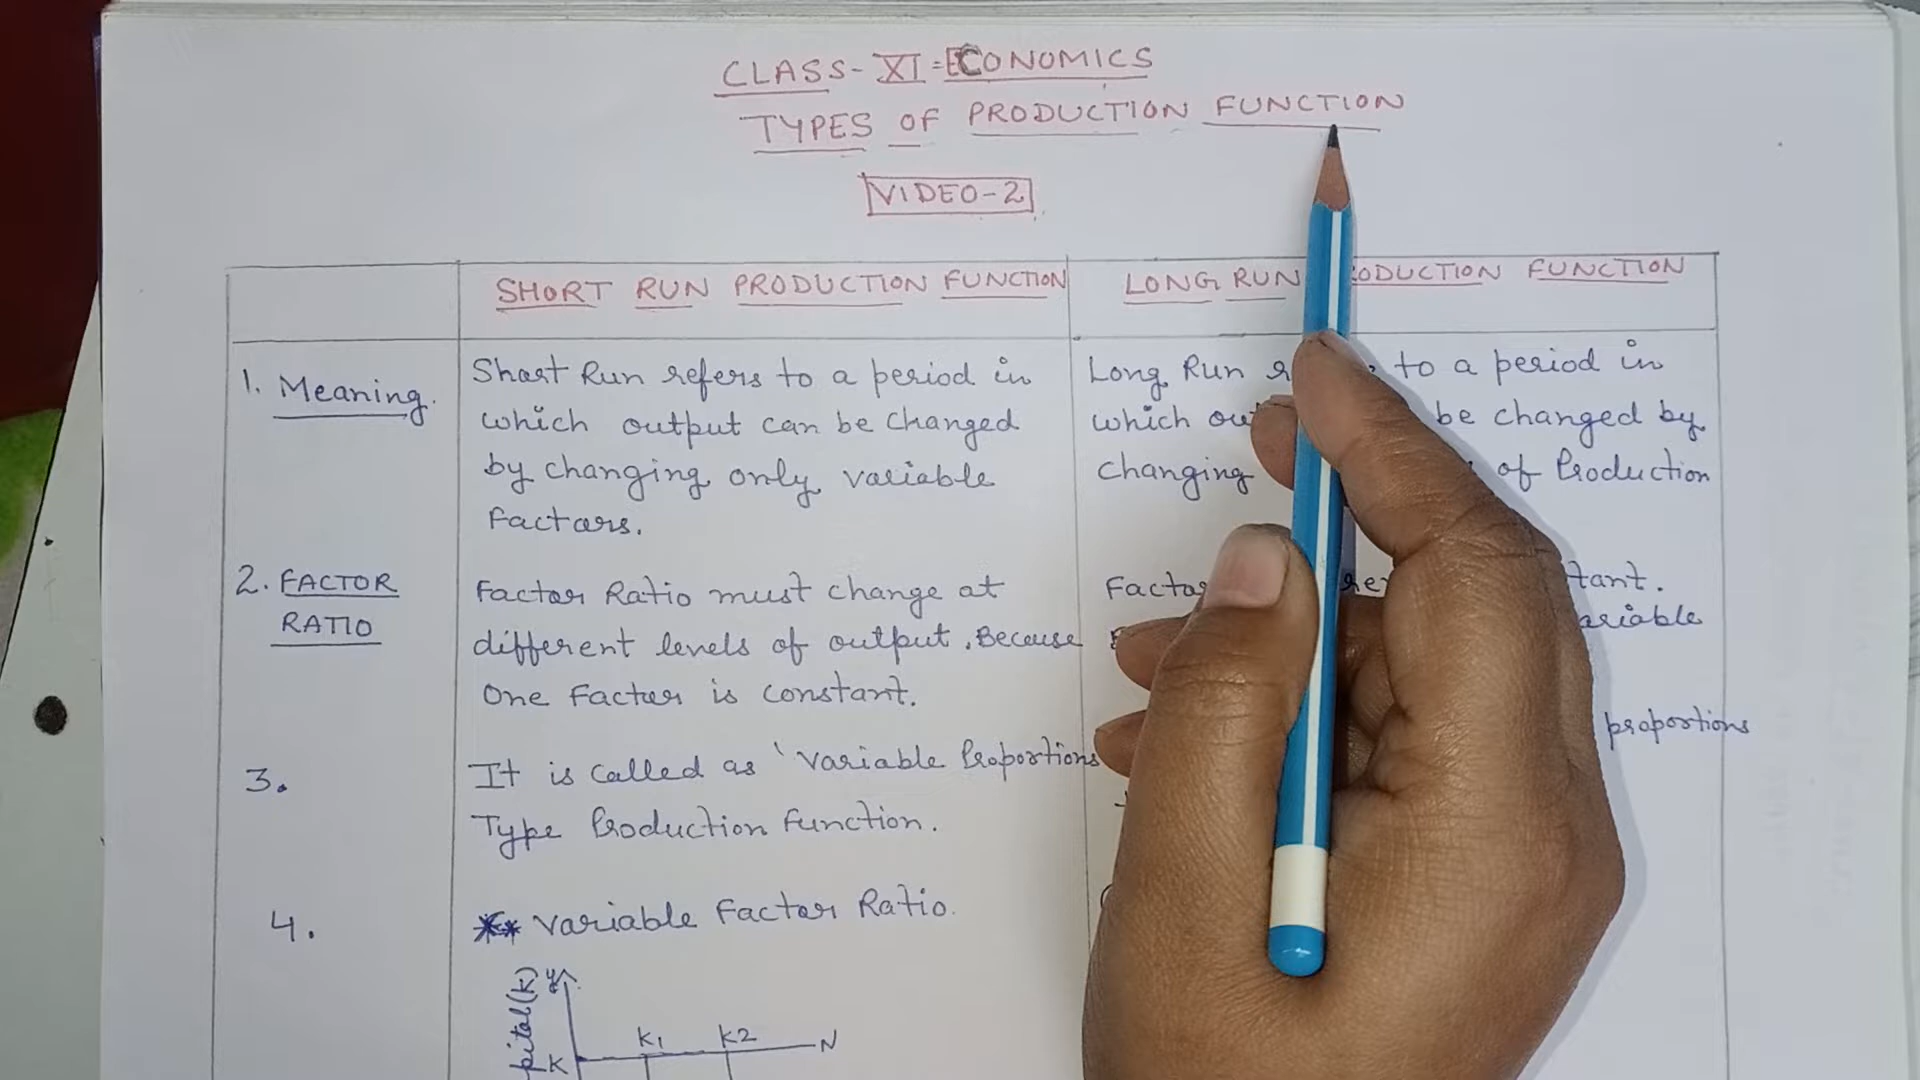 CLASS- XI = ECONOMICS
TYPES OF PRODUCTION FUNCTION
VIDEO-2
SHORT RUN PRODUCTION FUNCTION
LONG RUN FUNCTION
1. Meaning.
Short Run refers to a period in
which output can be changed
by changing only variable
Factors.
Long Run to a period in
which be changed by
changing of Production
2. FACTOR
RATIO
Factor Ratio must change at
different levels of output. Because
One Factor is constant.
variable
proportions
3.
It is called as 'Variable Proportions
Type Production Function.
4.
** Variable Factor Ratio.
Y
K1 K2 N
K